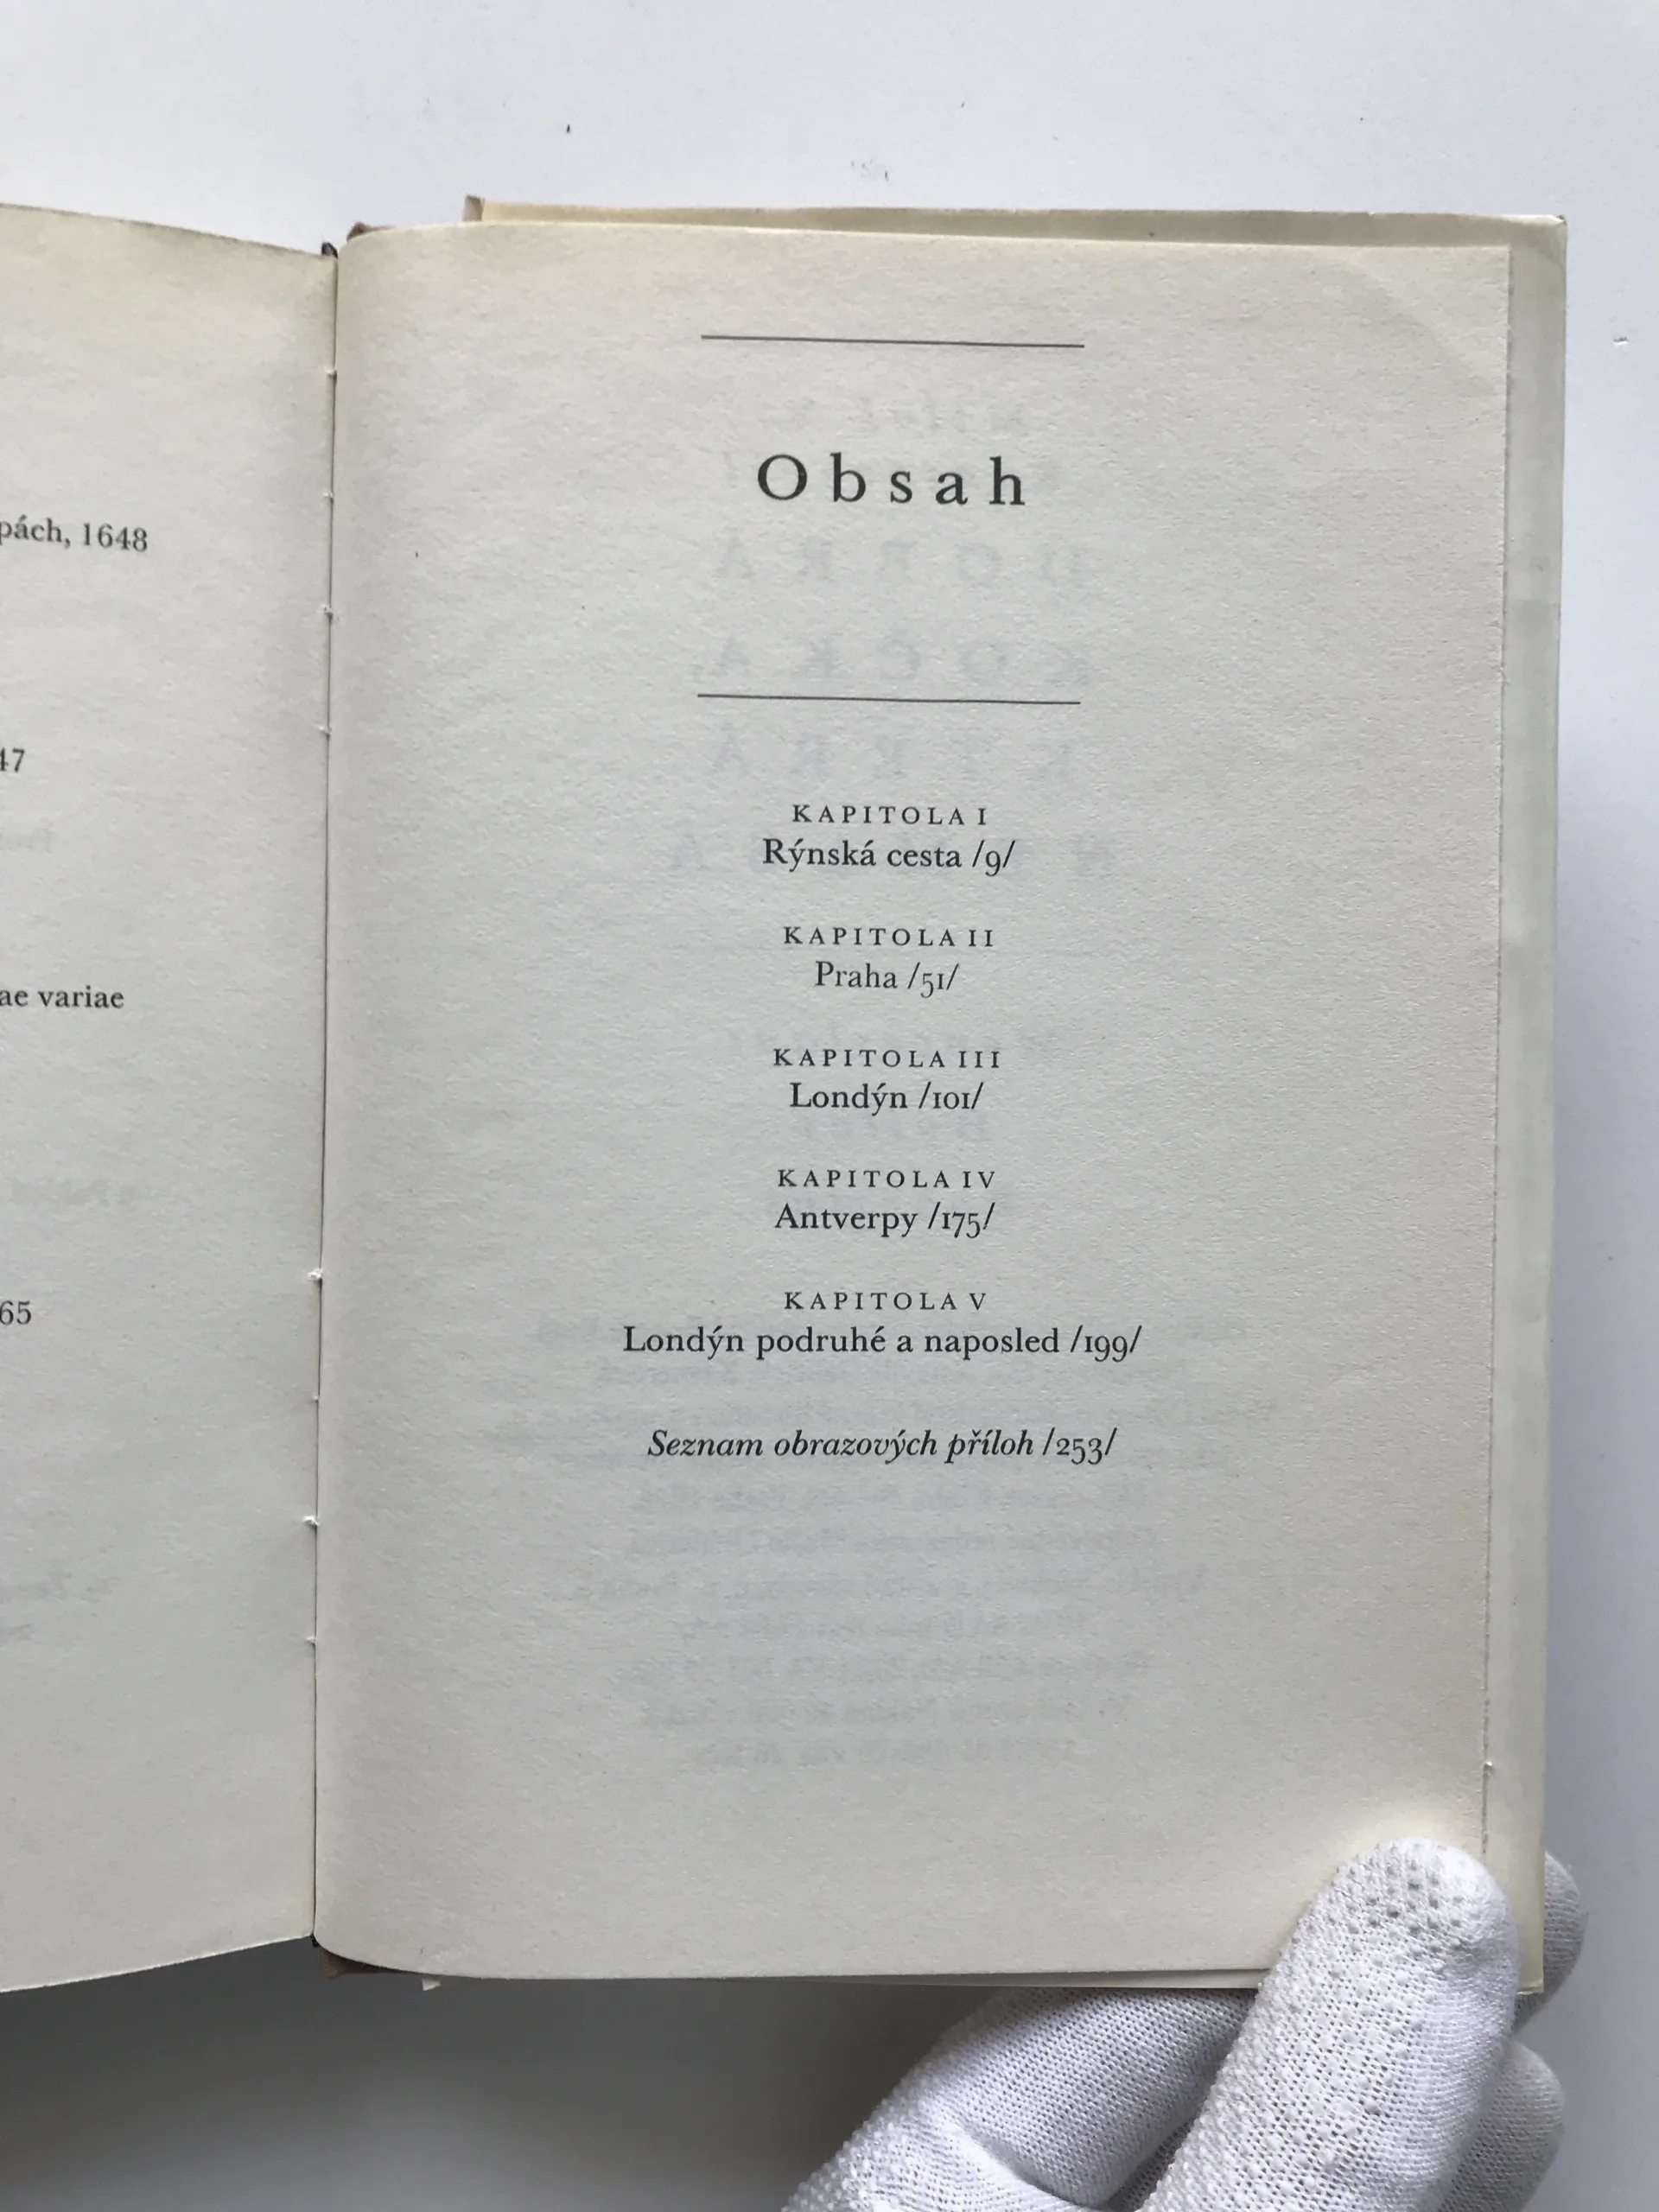 pách, 1648
47
ae variae
65
Obsah
KAPITOLA I
Rýnská cesta /9/
KAPITOLA II
Praha /51/
KAPITOLA III
Londýn /101/
KAPITOLA IV
Antverpy /175/
KAPITOLA V
Londýn podruhé a naposled /199/
Seznam obrazových příloh /253/